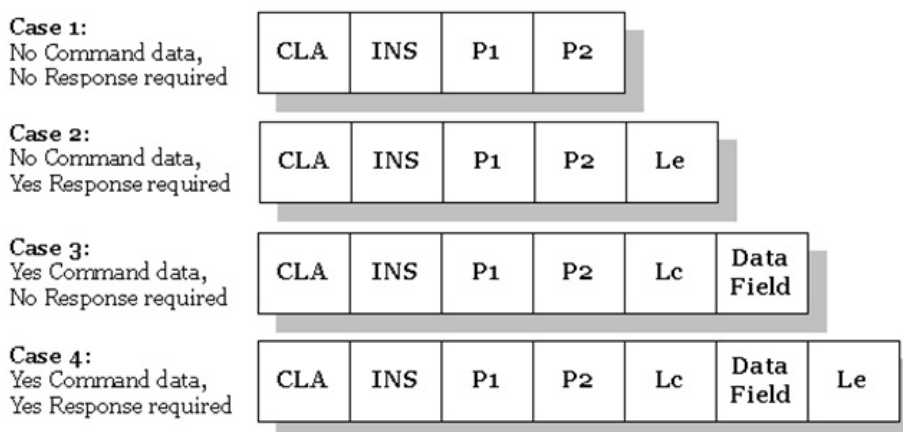 Case 1:
No Command data,
No Response required
CLA INS P1 P2
Case 2:
No Command data,
Yes Response required
CLA INS P1 P2 Le
Case 3:
Yes Command data,
No Response required
CLA INS P1 P2 Lc Data Field
Case 4:
Yes Command data,
Yes Response required
CLA INS P1 P2 Lc Data Field Le